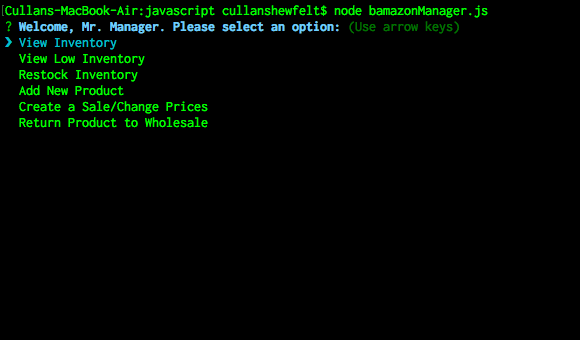 [Cullans-MacBook-Air:javascript cullanshewfelt$ node bamazonManager.js
? Welcome, Mr. Manager. Please select an option: (Use arrow keys)
❯ View Inventory
View Low Inventory
Restock Inventory
Add New Product
Create a Sale/Change Prices
Return Product to Wholesale